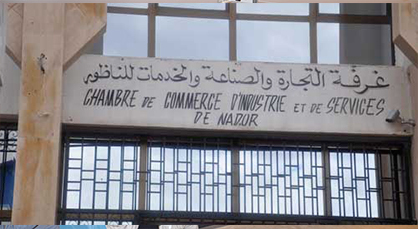 غرفة التجارة والصناعة والخدمات للناظور
CHAMBRE DE COMMERCE D'INDUSTRIE ET DE SERVICES
DE NADOR